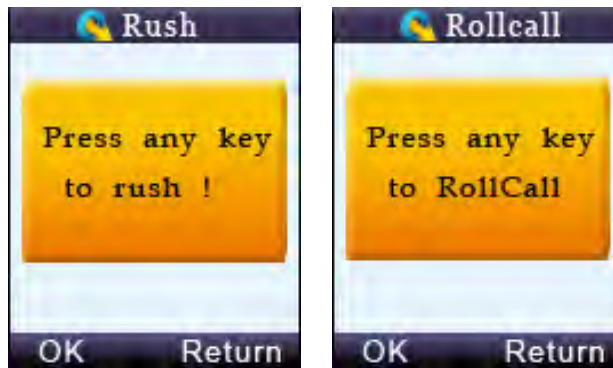 Rush
Press any key
to rush !
OK Return
Rollcall
Press any key
to RollCall
OK Return